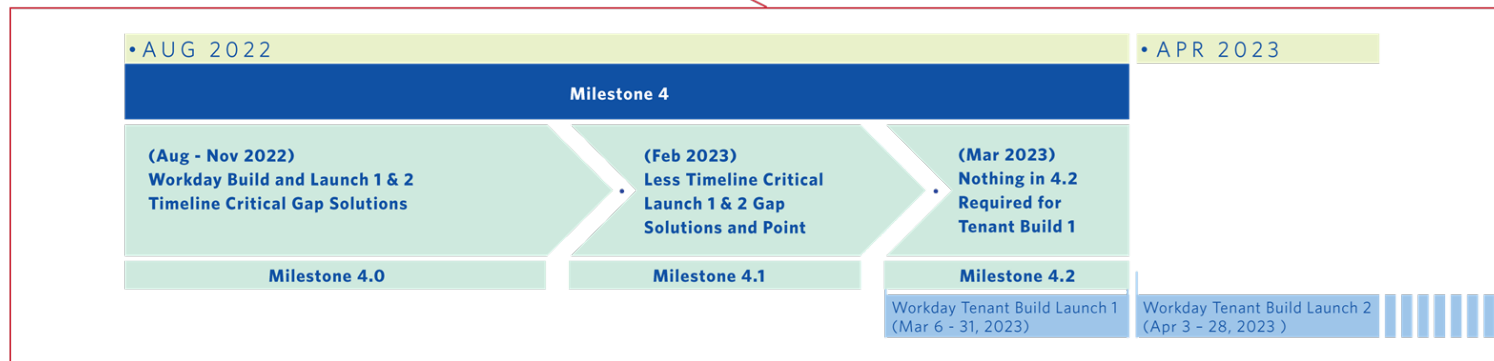 • AUG 2022
• APR 2023
Milestone 4
(Aug - Nov 2022)
Workday Build and Launch 1 & 2
Timeline Critical Gap Solutions
(Feb 2023)
Less Timeline Critical
Launch 1 & 2 Gap
Solutions and Point
(Mar 2023)
Nothing in 4.2
Required for
Tenant Build 1
Milestone 4.0
Milestone 4.1
Milestone 4.2
Workday Tenant Build Launch 1
(Mar 6 - 31, 2023)
Workday Tenant Build Launch 2
(Apr 3 – 28, 2023 )